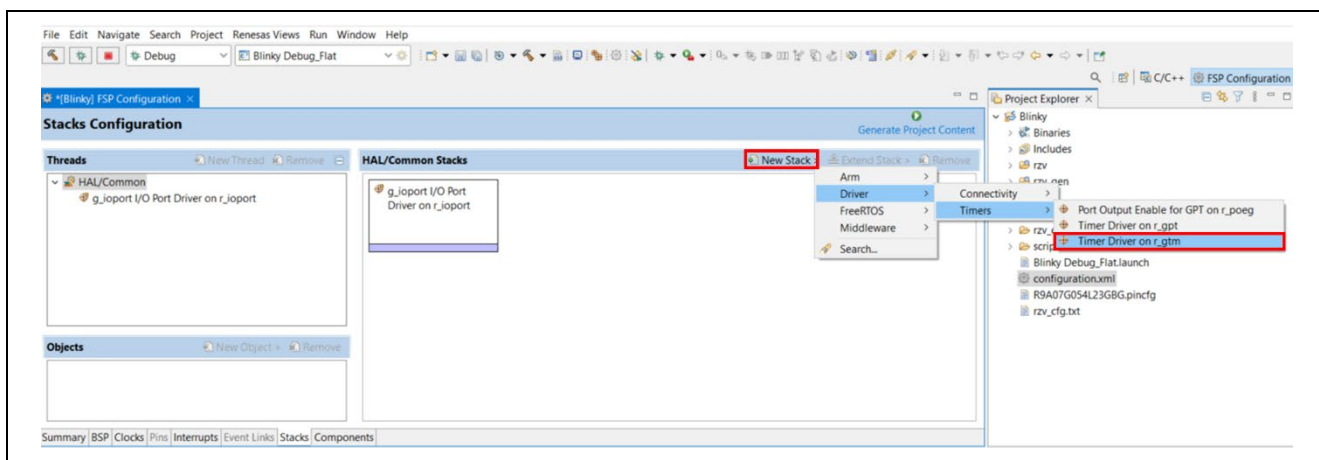 File Edit Navigate Search Project Renesas Views Run Window Help
Debug Blinky Debug_Flat
C/C++ FSP Configuration
*[Blinky] FSP Configuration
Project Explorer
Stacks Configuration
Generate Project Content
Threads New Thread Remove
HAL/Common
g_ioport I/O Port Driver on r_ioport
HAL/Common Stacks New Stack > Extend Stack > Remove
g_ioport I/O Port
Driver on r_ioport
Arm >
Driver >
FreeRTOS >
Middleware >
Search...
Connectivity >
Timers >
Port Output Enable for GPT on r_poeg
Timer Driver on r_gpt
Timer Driver on r_gtm
Blinky
Binaries
Includes
rzv
Blinky Debug_Flat.launch
configuration.xml
R9A07G054L23GBG.pincfg
rzv_cfg.txt
Objects New Object > Remove
Summary BSP Clocks Pins Interrupts Event Links Stacks Components